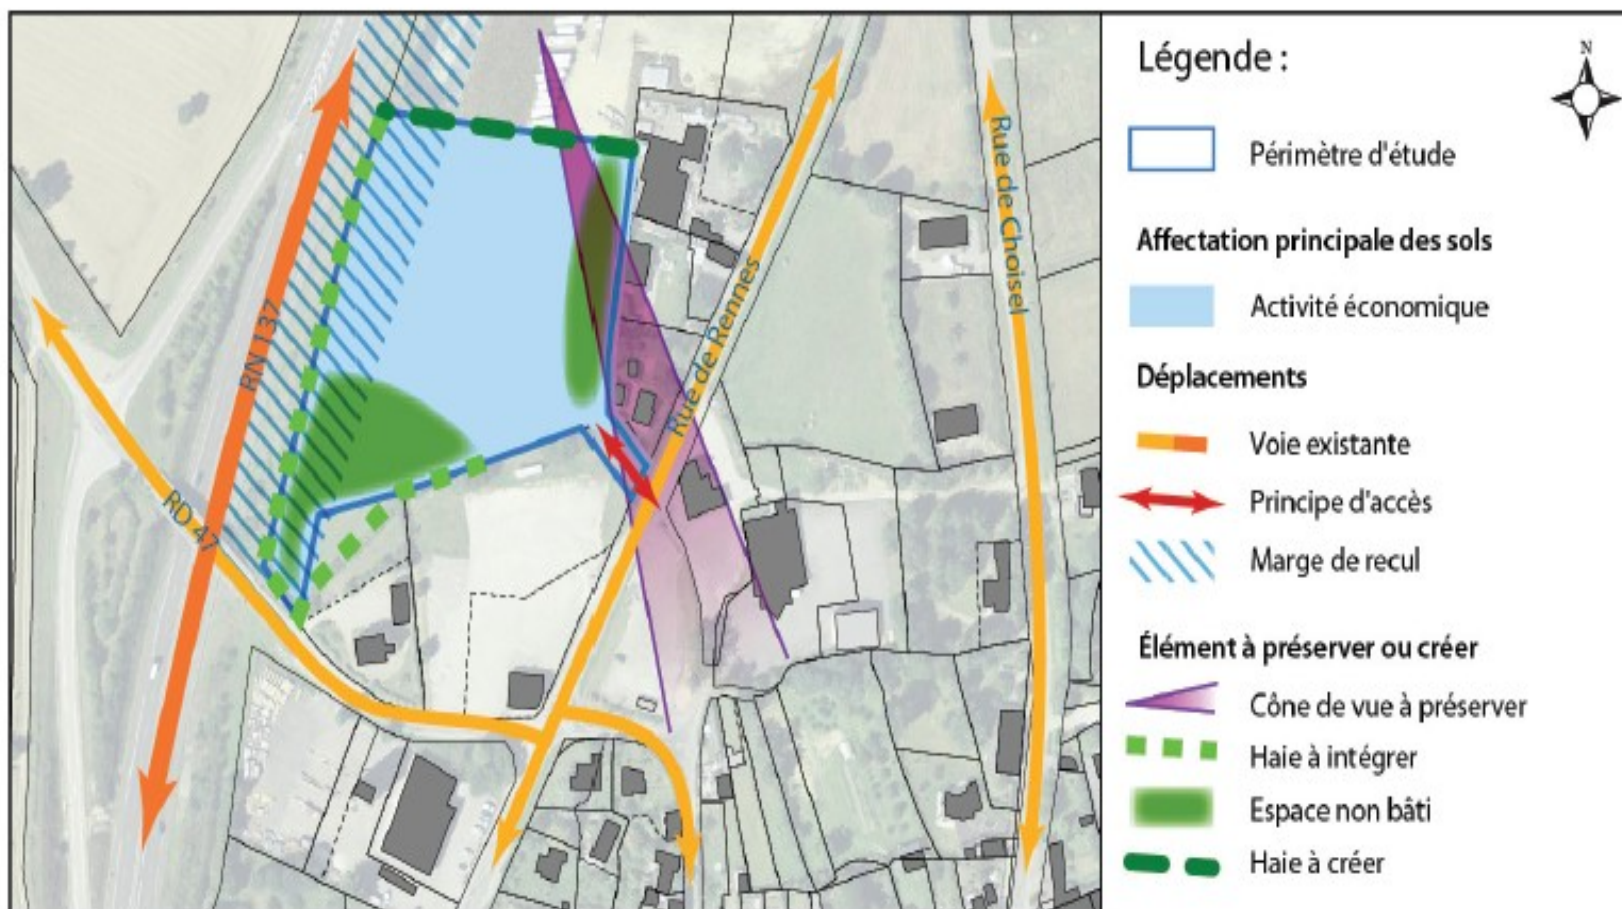 RN 137
RD 47
Rue de Rennes
Rue de Choisel
Légende :
N
Périmètre d'étude
Affectation principale des sols
Activité économique
Déplacements
Voie existante
Principe d'accès
Marge de recul
Élément à préserver ou créer
Cône de vue à préserver
Haie à intégrer
Espace non bâti
Haie à créer